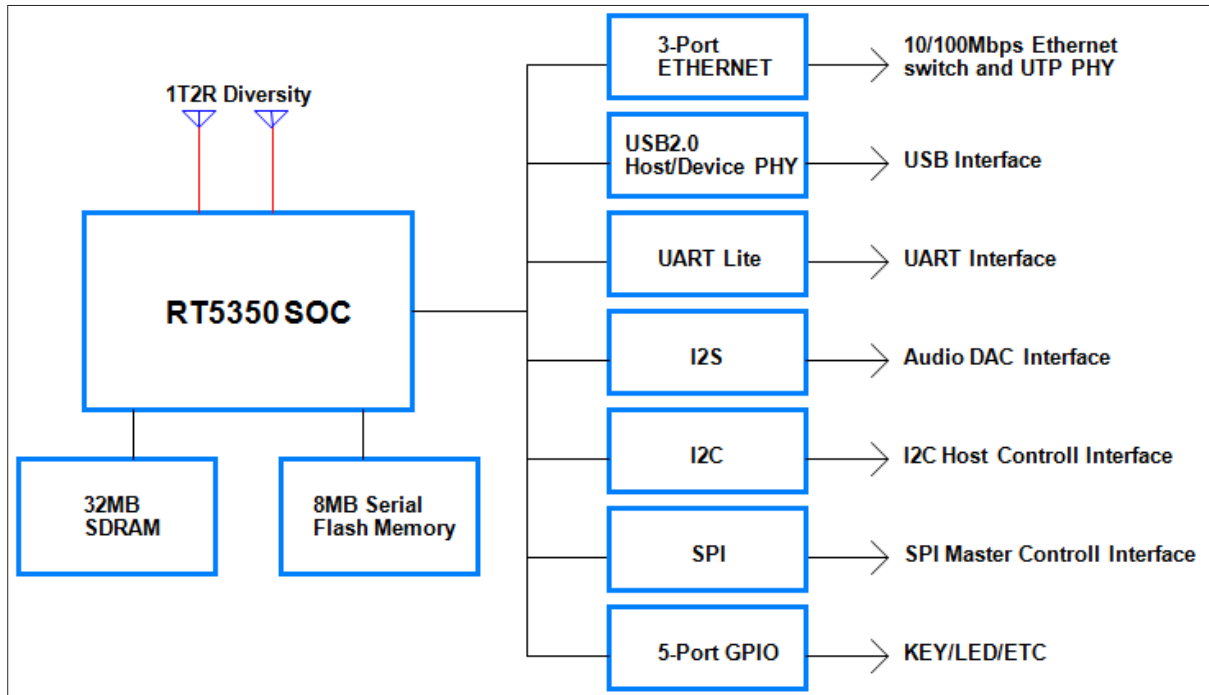 1T2R Diversity
RT5350 SOC
32MB
SDRAM
8MB Serial
Flash Memory
3-Port
ETHERNET
10/100Mbps Ethernet
switch and UTP PHY
USB2.0
Host/Device PHY
USB Interface
UART Lite
UART Interface
I2S
Audio DAC Interface
I2C
I2C Host Controll Interface
SPI
SPI Master Controll Interface
5-Port GPIO
KEY/LED/ETC